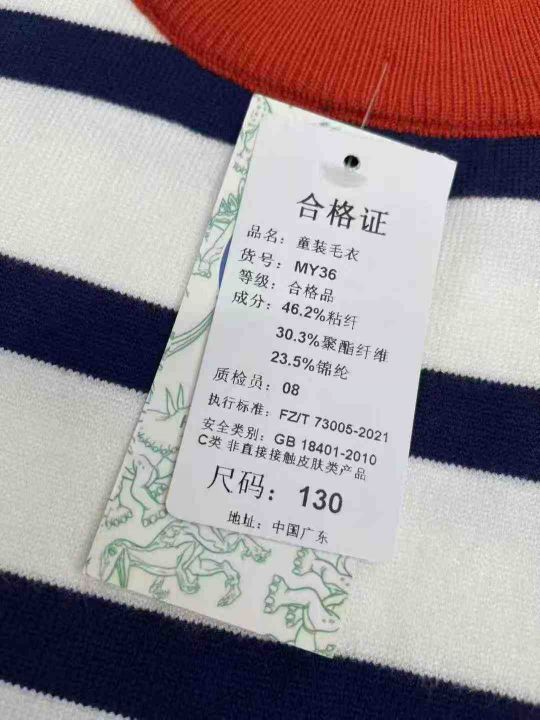 合格证
品名：童装毛衣
货号：MY36
等级：合格品
成分：46.2%粘纤
30.3%聚酯纤维
23.5%锦纶
质检员：08
执行标准：FZ/T 73005-2021
安全类别：GB 18401-2010
C类 非直接接触皮肤类产品
尺码：130
地址：中国广东